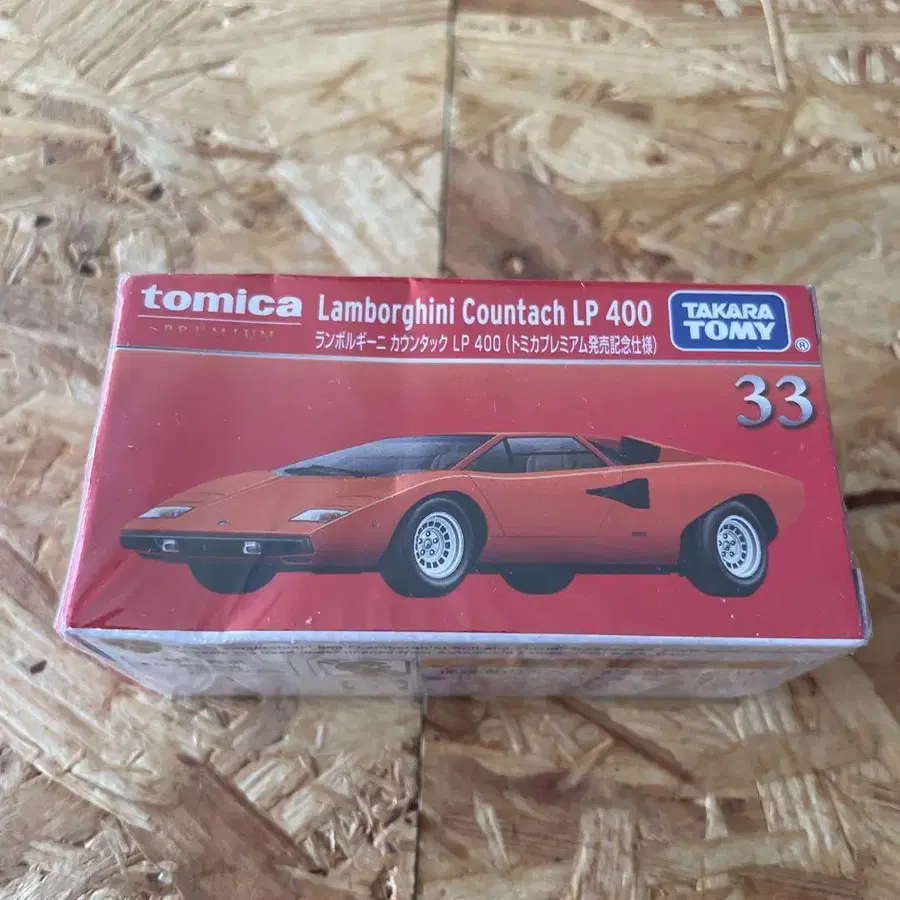 tomica Lamborghini Countach LP 400
PREMIUM
ランボルギーニ カウンタック LP 400 (トミカプレミアム発売記念仕様)
TAKARA
TOMY
®
33